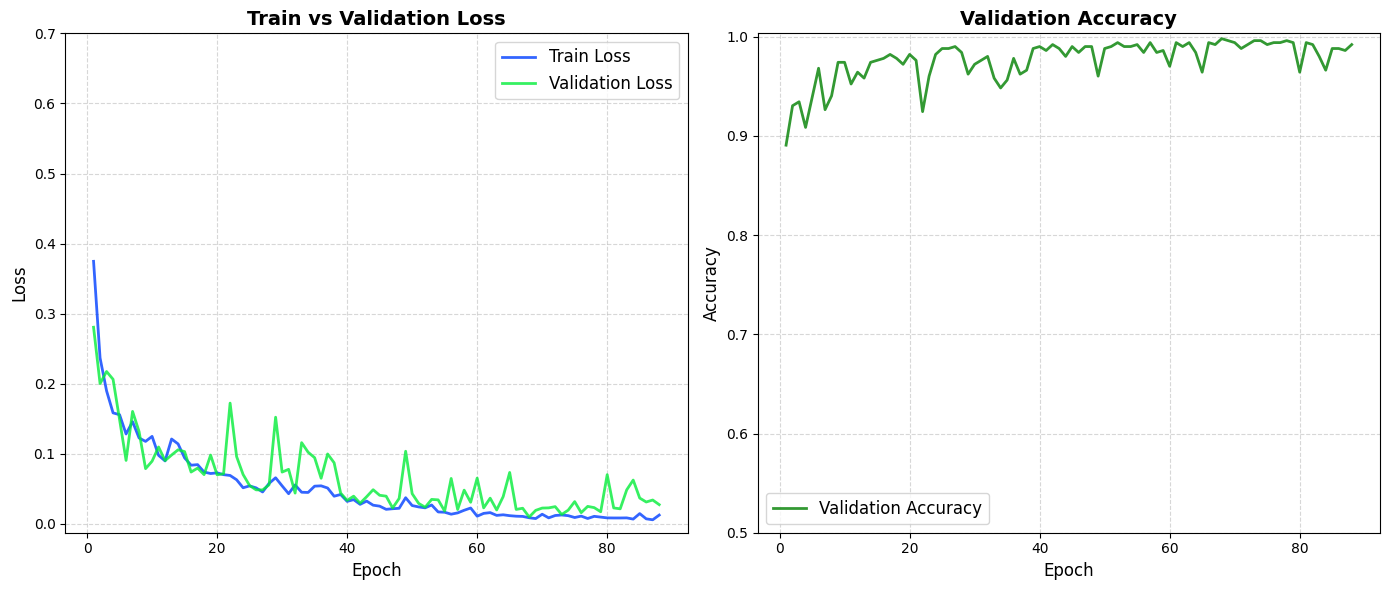 Train vs Validation Loss
Train Loss
Validation Loss
0.7
0.6
0.5
0.4
0.3
0.2
0.1
0.0
Loss
0
20
40
60
80
Epoch
Validation Accuracy
1.0
0.9
0.8
0.7
0.6
0.5
Accuracy
Validation Accuracy
0
20
40
60
80
Epoch